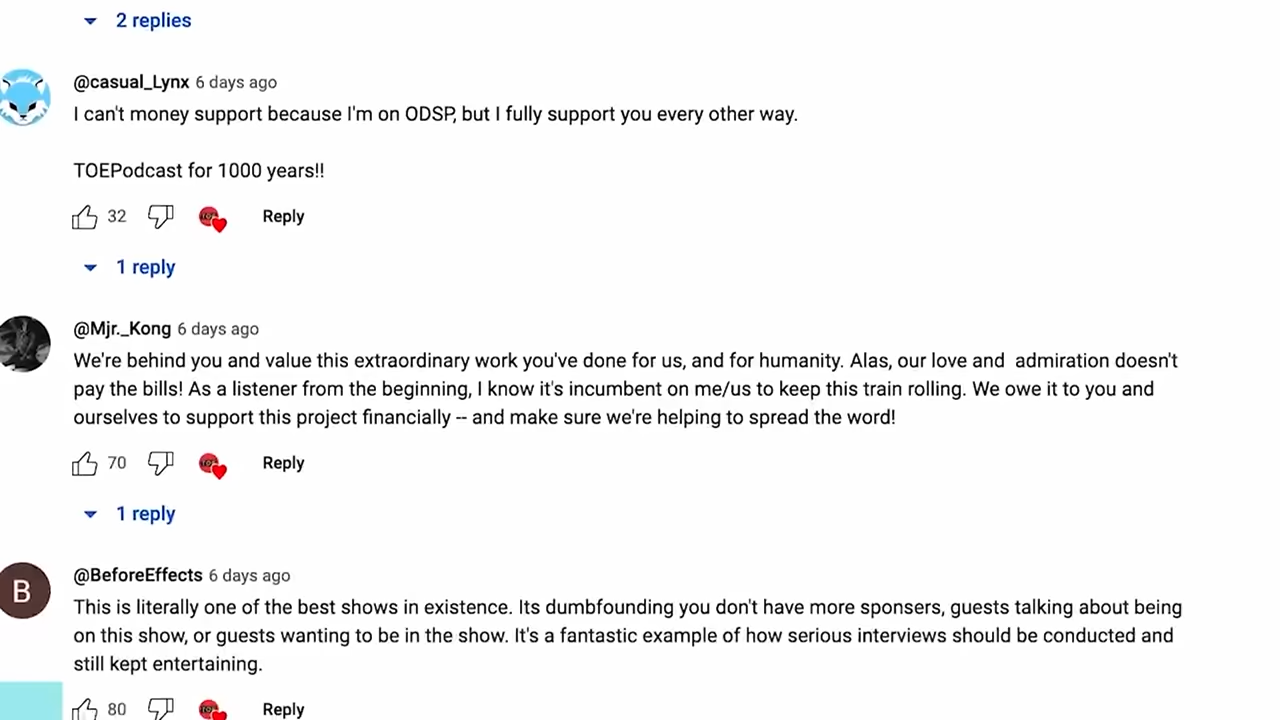 2 replies
@casual_Lynx 6 days ago
I can't money support because I'm on ODSP, but I fully support you every other way.
TOEPodcast for 1000 years!!
32 Reply
1 reply
@Mjr._Kong 6 days ago
We're behind you and value this extraordinary work you've done for us, and for humanity. Alas, our love and  admiration doesn't
pay the bills! As a listener from the beginning, I know it's incumbent on me/us to keep this train rolling. We owe it to you and
ourselves to support this project financially -- and make sure we're helping to spread the word!
70 Reply
1 reply
B
@BeforeEffects 6 days ago
This is literally one of the best shows in existence. Its dumbfounding you don't have more sponsers, guests talking about being
on this show, or guests wanting to be in the show. It's a fantastic example of how serious interviews should be conducted and
still kept entertaining.
80 Reply